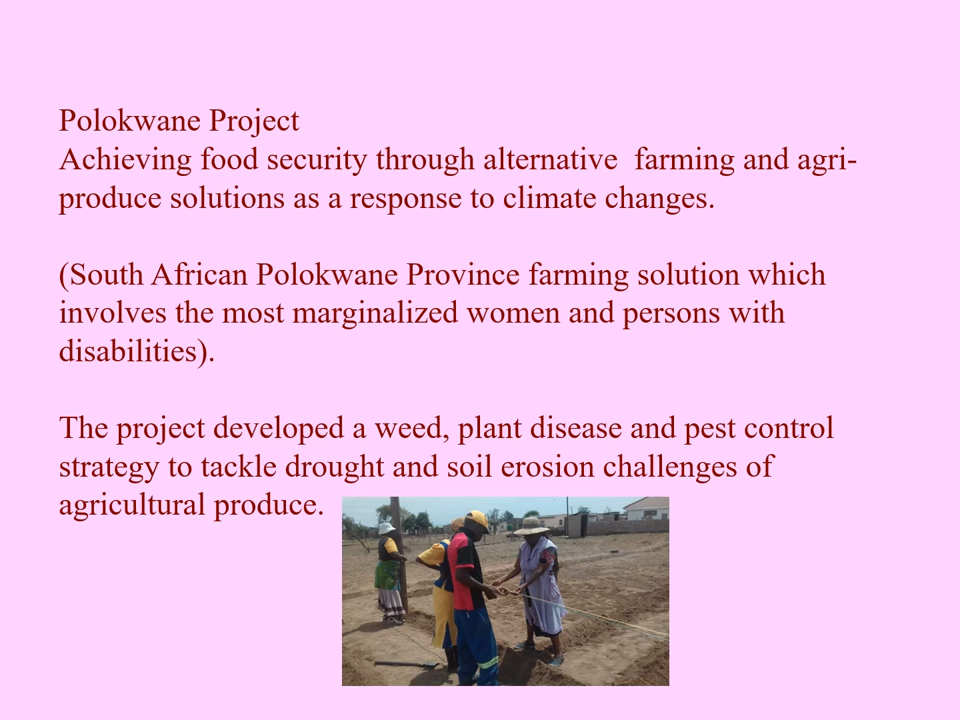 Polokwane Project
Achieving food security through alternative  farming and agri-
produce solutions as a response to climate changes.
(South African Polokwane Province farming solution which
involves the most marginalized women and persons with
disabilities).
The project developed a weed, plant disease and pest control
strategy to tackle drought and soil erosion challenges of
agricultural produce.